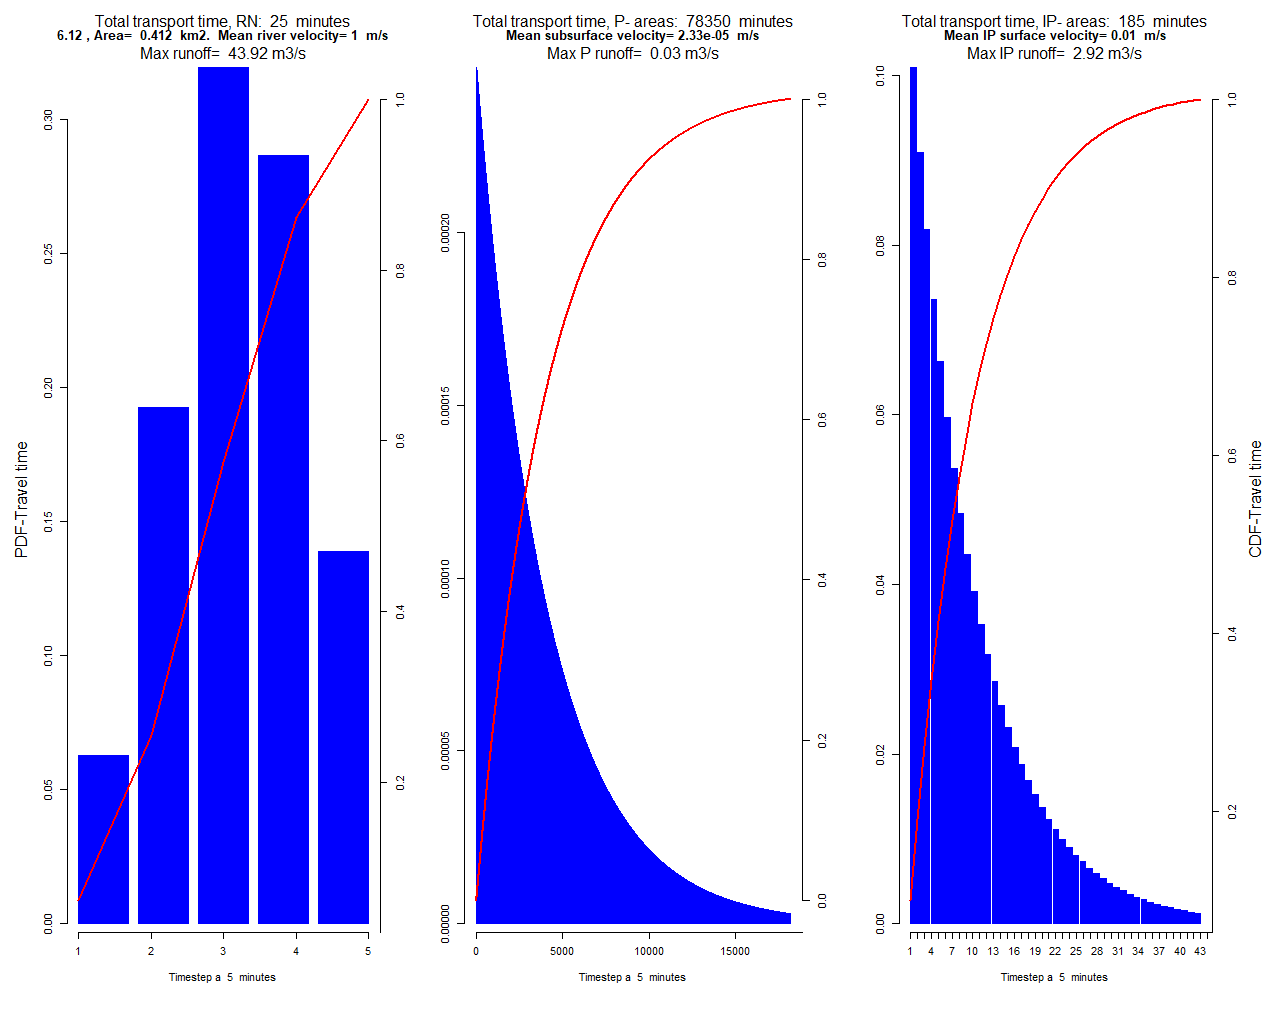 Total transport time, RN:  25  minutes
6.12 , Area=  0.412  km2.  Mean river velocity= 1  m/s
Max runoff=  43.92 m3/s
Total transport time, P- areas:  78350  minutes
Mean subsurface velocity= 2.33e-05  m/s
Max P runoff=  0.03 m3/s
Total transport time, IP- areas:  185  minutes
Mean IP surface velocity= 0.01  m/s
Max IP runoff=  2.92 m3/s
PDF-Travel time
0.30
0.25
0.20
0.15
0.10
0.05
0.00
1.0
0.8
0.6
0.4
0.2
1 2 3 4 5
Timestep a  5  minutes
0.00020
0.00015
0.00010
0.00005
0.00000
1.0
0.8
0.6
0.4
0.2
0.0
0 5000 10000 15000
Timestep a  5  minutes
0.10
0.08
0.06
0.04
0.02
0.00
1.0
0.8
0.6
0.4
0.2
1 4 7 10 13 16 19 22 25 28 31 34 37 40 43
Timestep a  5  minutes
CDF-Travel time